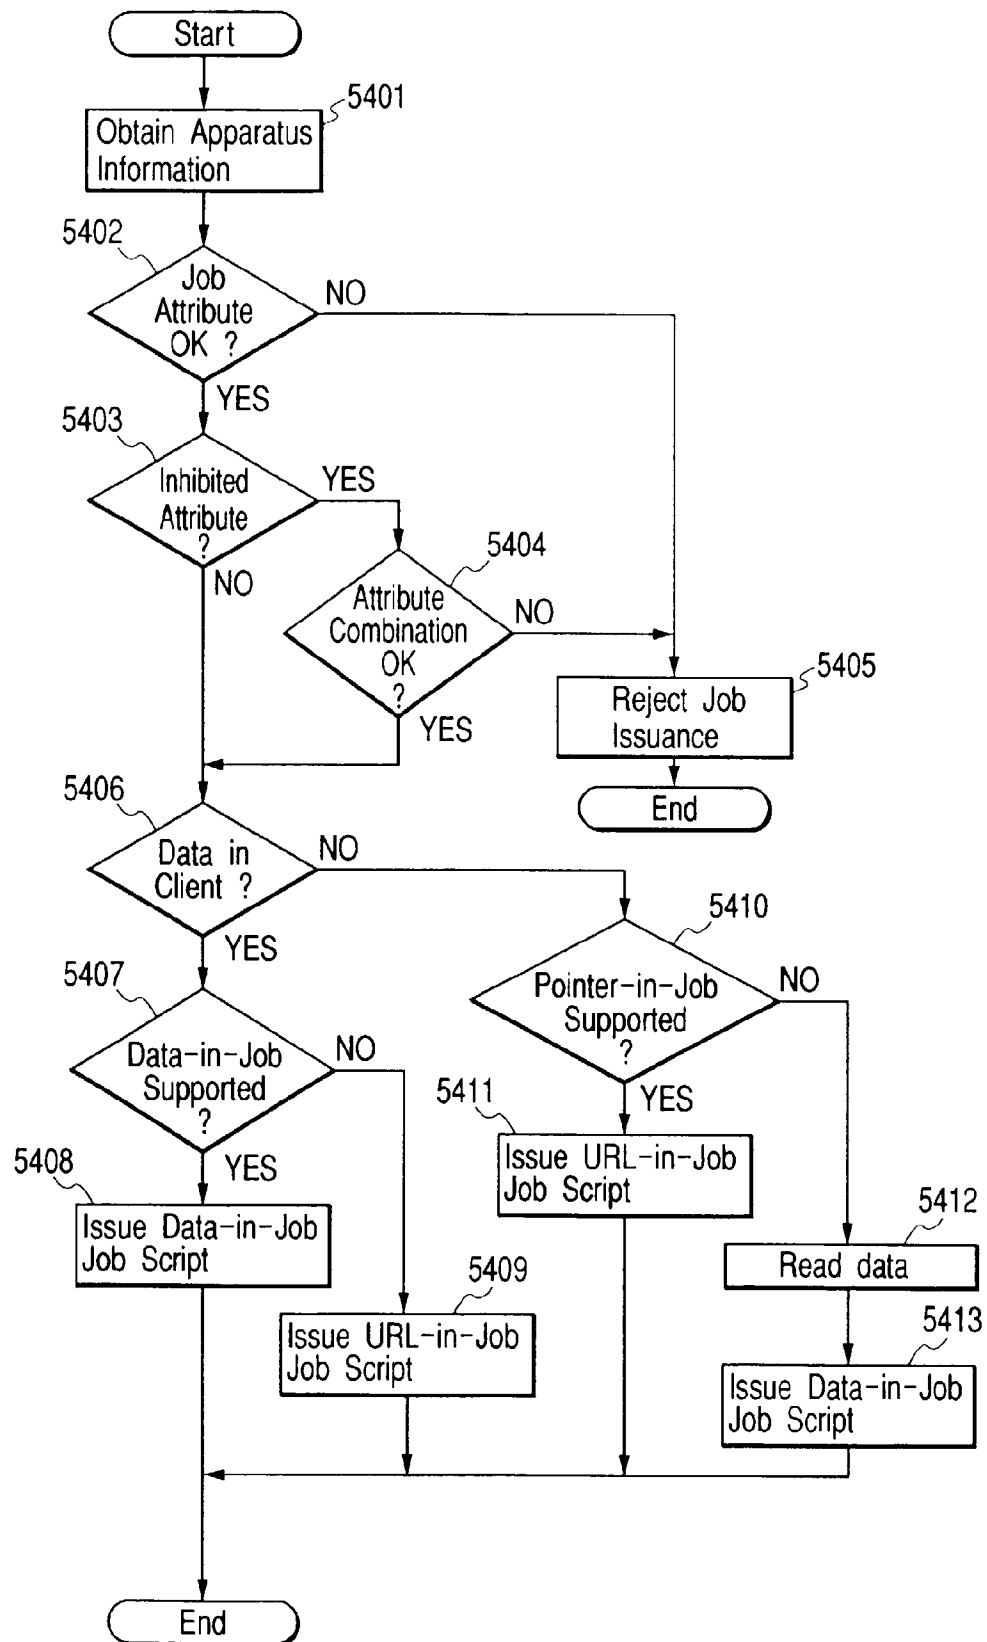 Start
5401
Obtain Apparatus
Information
5402
Job
Attribute
OK ?
NO
YES
5403
Inhibited
Attribute
?
YES
NO
5404
Attribute
Combination
OK
?
NO
YES
5405
Reject Job
Issuance
End
5406
Data in
Client ?
NO
YES
5410
Pointer-in-Job
Supported
?
NO
YES
5407
Data-in-Job
Supported
?
NO
YES
5411
Issue URL-in-Job
Job Script
5408
Issue Data-in-Job
Job Script
5412
Read data
5409
Issue URL-in-Job
Job Script
5413
Issue Data-in-Job
Job Script
End